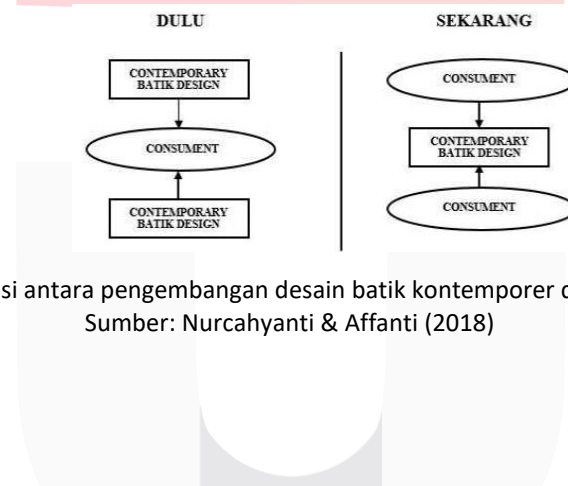 DULU
CONTEMPORARY
BATIK DESIGN
CONSUMENT
CONTEMPORARY
BATIK DESIGN
SEKARANG
CONSUMENT
CONTEMPORARY
BATIK DESIGN
CONSUMENT
si antara pengembangan desain batik kontemporer
Sumber: Nurcahyanti & Affanti (2018)